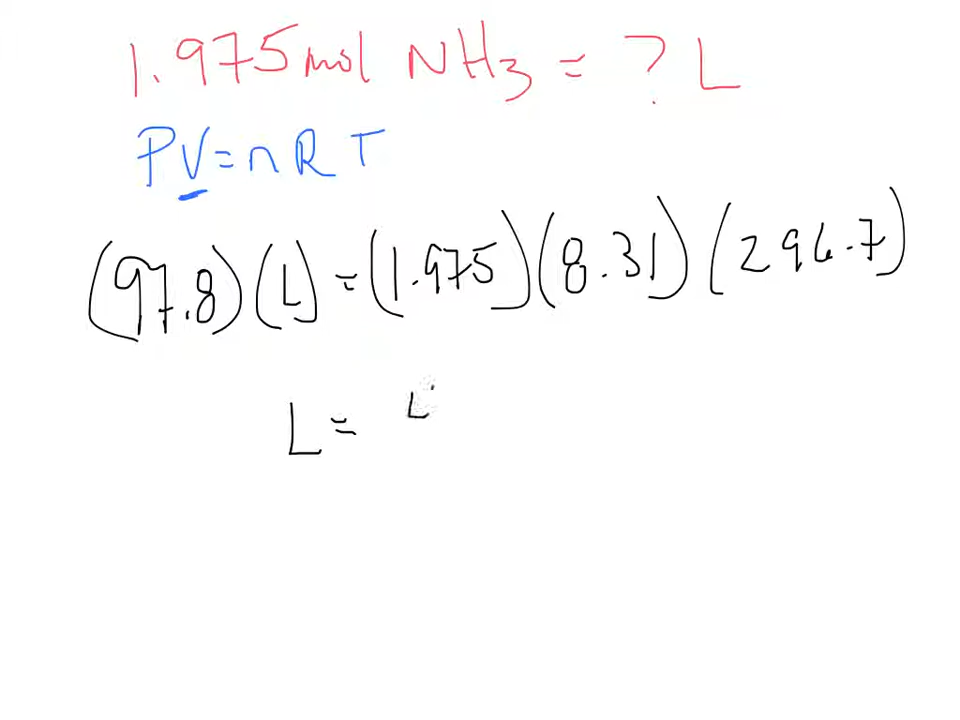 1.975 mol NH3 = ? L
PV=nRT
(97.8)(L)=(1.975)(8.31)(296.7)
L =